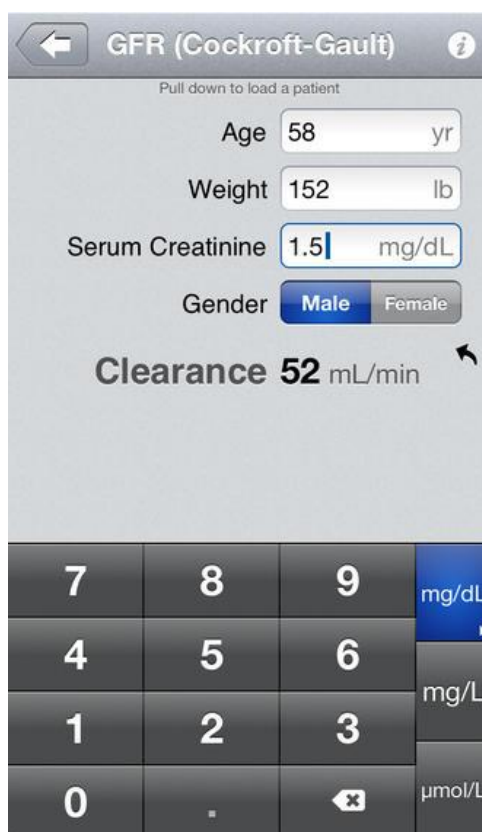 GFR (Cockroft-Gault)
Pull down to load a patient
Age 58 yr
Weight 152 lb
Serum Creatinine 1.5 mg/dL
Gender Male Female
Clearance 52 mL/min
7 8 9 mg/dL
4 5 6 mg/L
1 2 3
0 . µmol/L